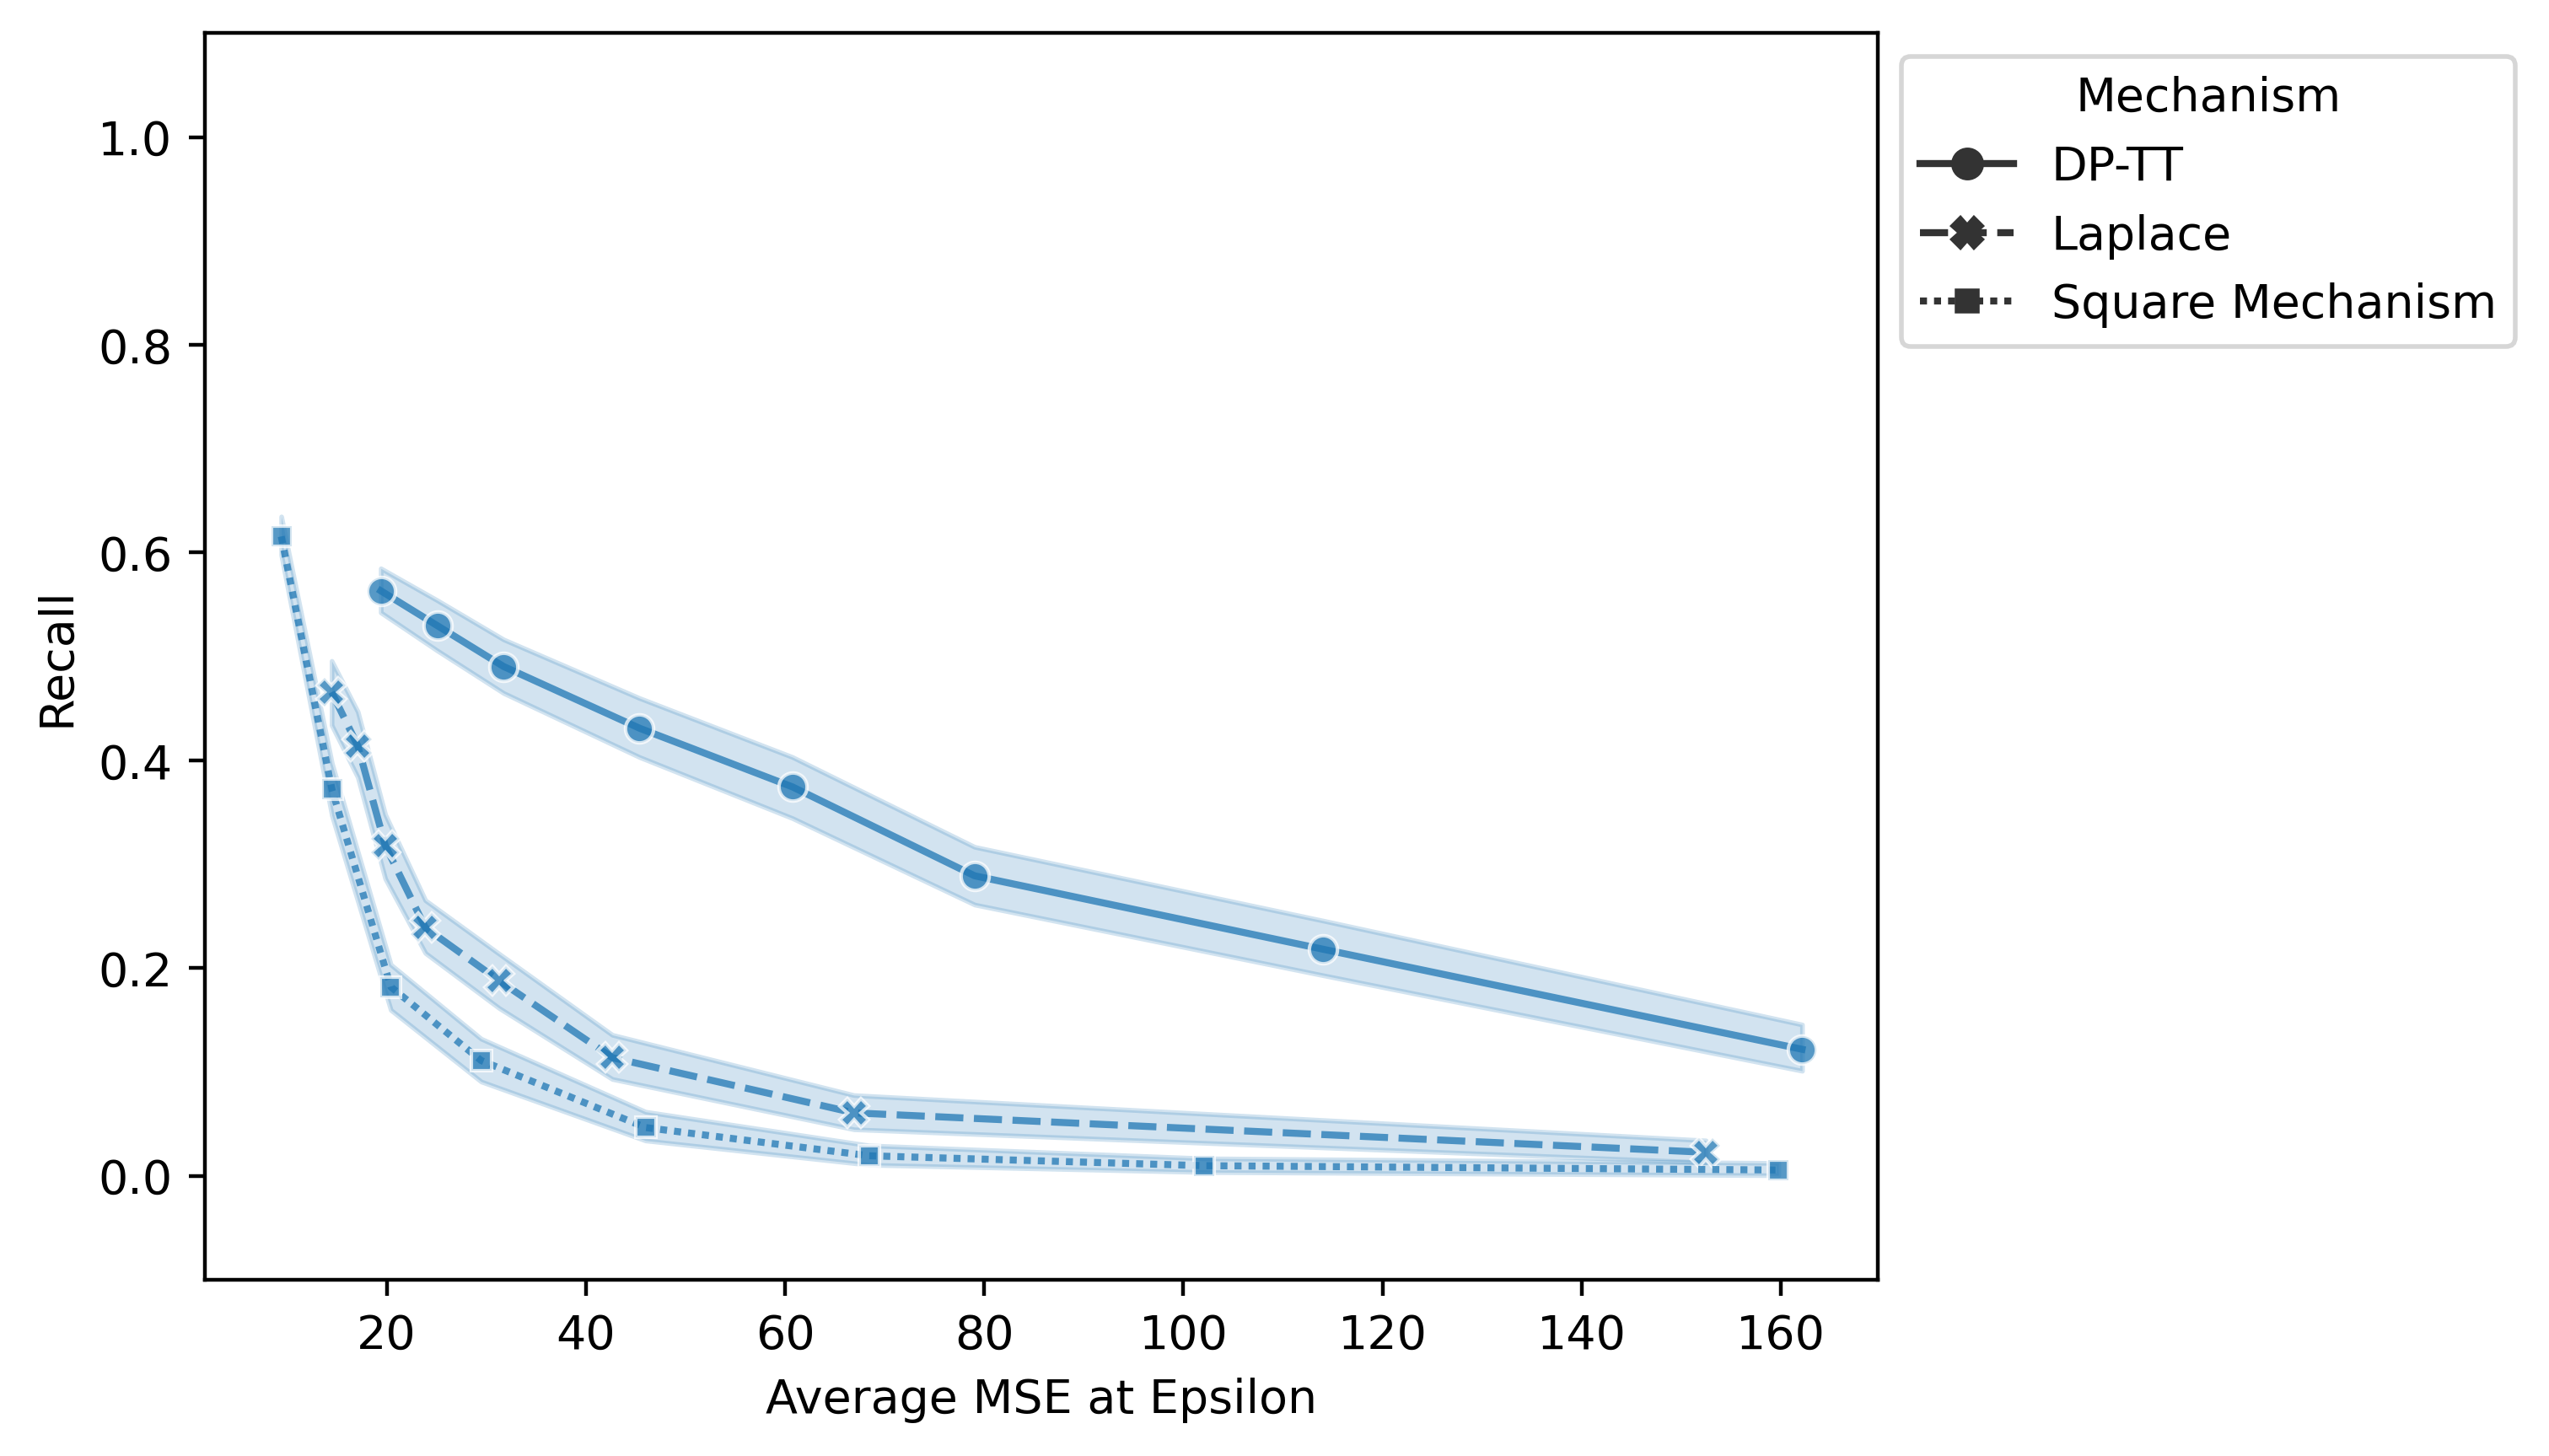 Mechanism
DP-TT
Laplace
Square Mechanism
Recall
1.0
0.8
0.6
0.4
0.2
0.0
20 40 60 80 100 120 140 160
Average MSE at Epsilon